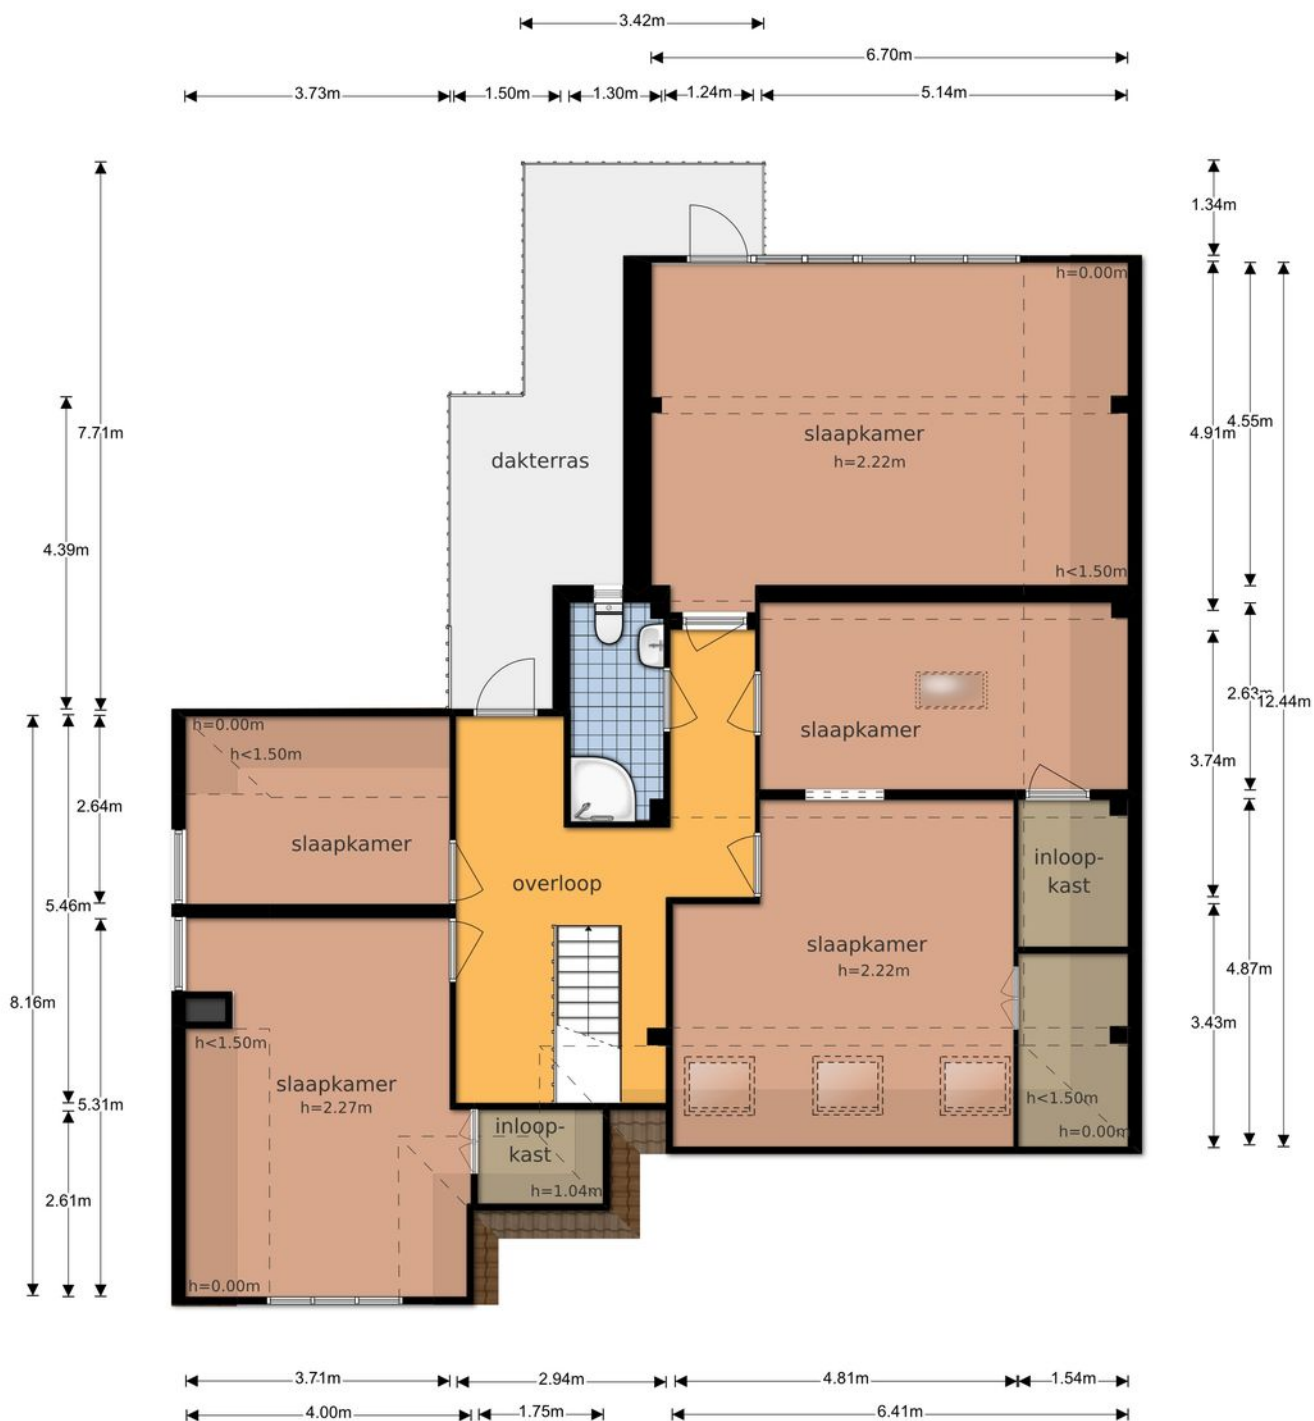 3.42m
6.70m
3.73m
1.50m
1.30m
1.24m
5.14m
1.34m
h=0.00m
4.55m
7.71m
slaapkamer
4.91m
h=2.22m
dakterras
4.39m
h<1.50m
2.63m
12.44m
h=0.00m
slaapkamer
h<1.50m
3.74m
2.64m
slaapkamer
inloop-
kast
overloop
5.46m
slaapkamer
h=2.22m
4.87m
8.16m
3.43m
h<1.50m
slaapkamer
h=2.27m
5.31m
h<1.50m
inloop-
kast
h=0.00m
h=1.04m
2.61m
h=0.00m
3.71m
2.94m
4.81m
1.54m
4.00m
1.75m
6.41m